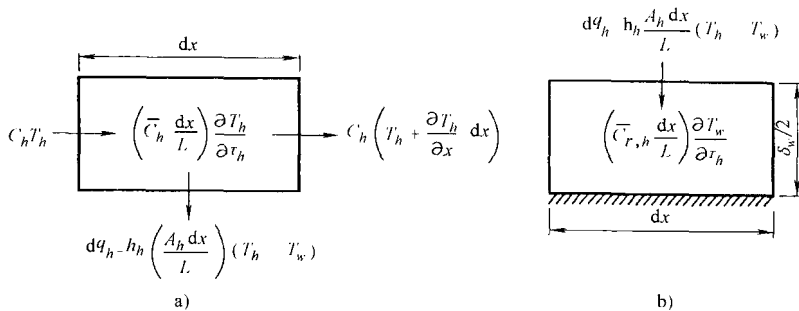 dx
C_h T_h
(C̄_h dx/L) ∂T_h/∂τ_h
C_h (T_h + ∂T_h/∂x dx)
dq_h – h_h (A_h dx/L) (T_h T_w)
a)
dq_h h_h A_h dx/L (T_h T_w)
(C̄_r,h dx/L) ∂T_w/∂τ_h
δ_w/2
dx
b)